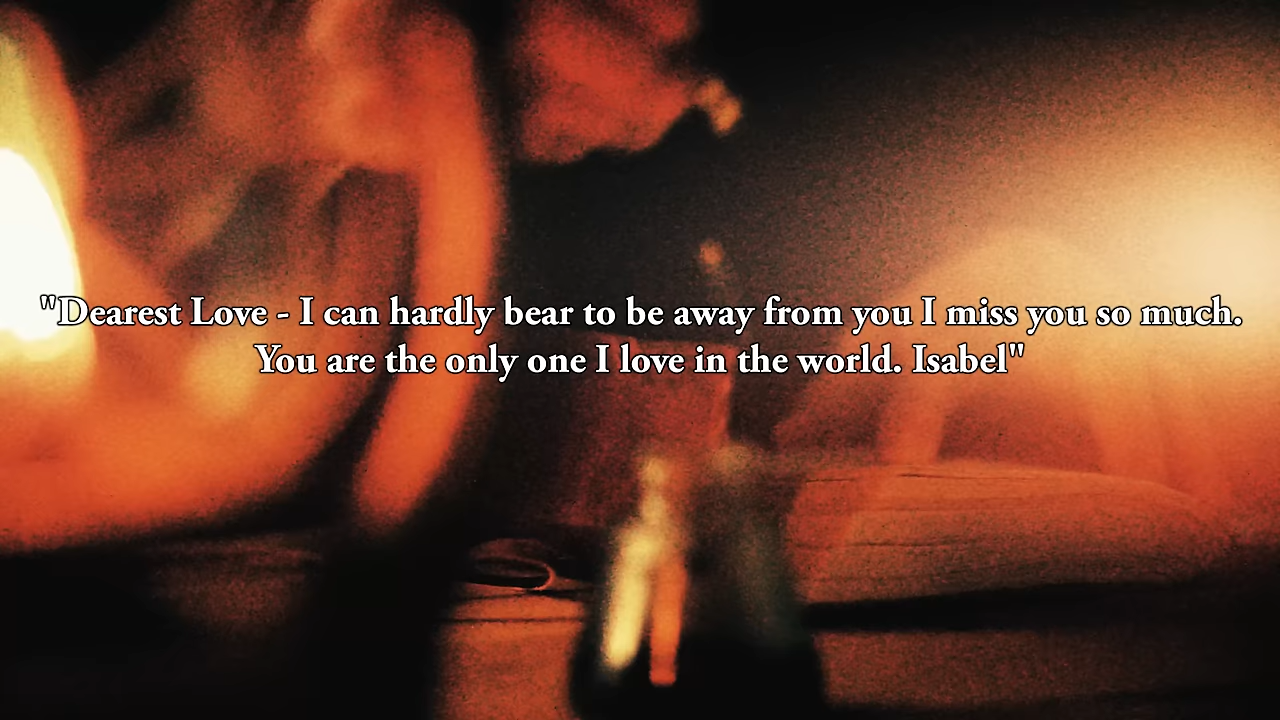 "Dearest Love - I can hardly bear to be away from you I miss you so much.
You are the only one I love in the world. Isabel"